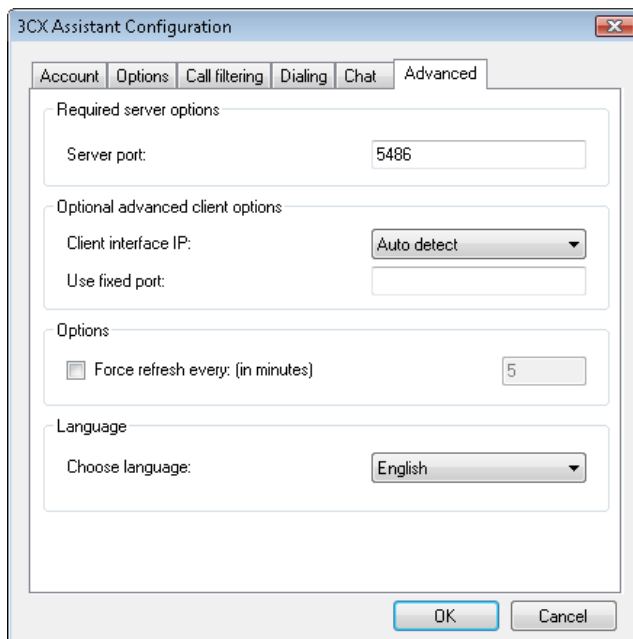 3CX Assistant Configuration
Account Options Call filtering Dialing Chat Advanced
Required server options
Server port: 5486
Optional advanced client options
Client interface IP: Auto detect
Use fixed port:
Options
Force refresh every: (in minutes) 5
Language
Choose language: English
OK Cancel